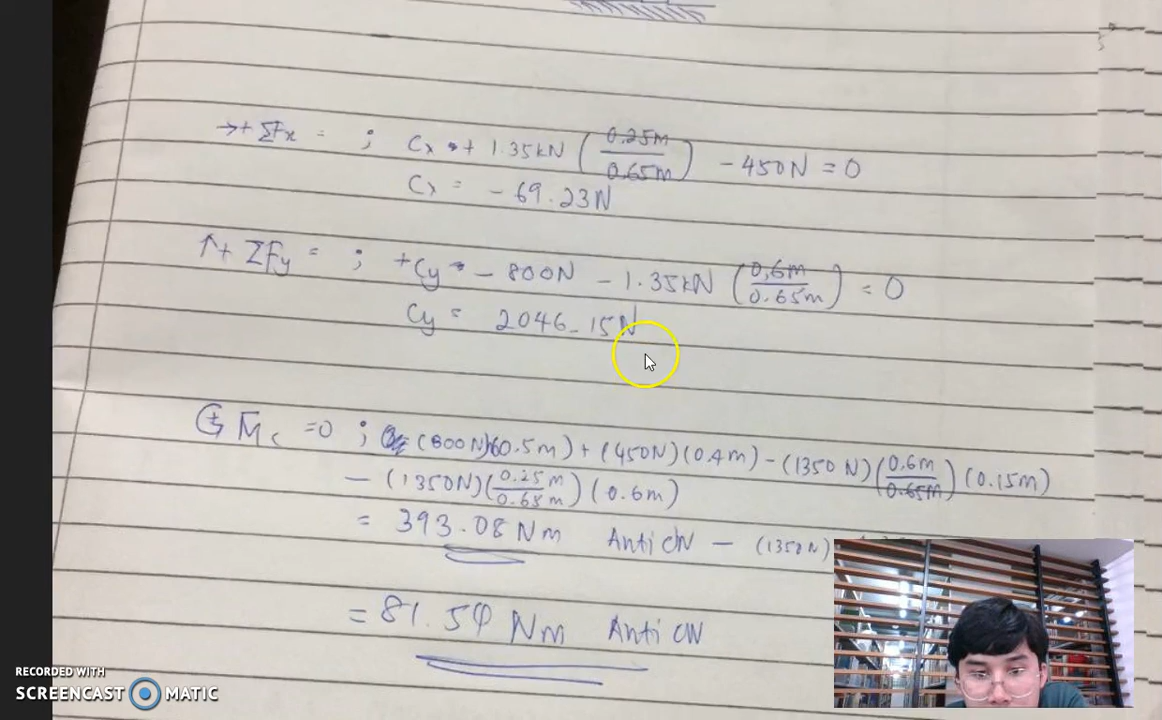 →+ ΣFx = ; Cx + 1.35kN (0.25m/0.65m) - 450N = 0
Cx = - 69.23N
↑+ ΣFy = ; +Cy - 800N - 1.35kN (0,6m/0.65m) = 0
Cy = 2046.15N
Mc =0 ; (800N)(0.5m) + (450N)(0.4m) - (1350 N)(0.6m/0.65m)(0.15m)
- (1350N)(0.25m/0.65m)(0.6m)
= 393.08 Nm Anti CW - (1350N)
= 81.54 Nm Anti CW
RECORDED WITH
SCREENCAST MATIC